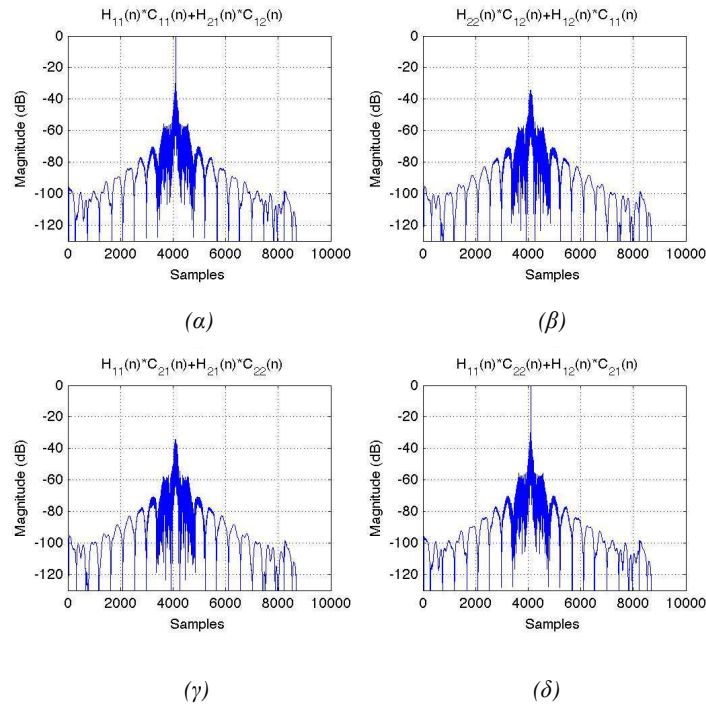 H₁₁(n)*C₁₁(n)+H₂₁(n)*C₁₂(n)
0
-20
-40
-60
-80
-100
-120
Magnitude (dB)
0 2000 4000 6000 8000 10000
Samples
(α)
H₂₂(n)*C₁₂(n)+H₁₂(n)*C₁₁(n)
0
-20
-40
-60
-80
-100
-120
Magnitude (dB)
0 2000 4000 6000 8000 10000
Samples
(β)
H₁₁(n)*C₂₁(n)+H₂₁(n)*C₂₂(n)
0
-20
-40
-60
-80
-100
-120
Magnitude (dB)
0 2000 4000 6000 8000 10000
Samples
(γ)
H₁₁(n)*C₂₂(n)+H₁₂(n)*C₂₁(n)
0
-20
-40
-60
-80
-100
-120
Magnitude (dB)
0 2000 4000 6000 8000 10000
Samples
(δ)